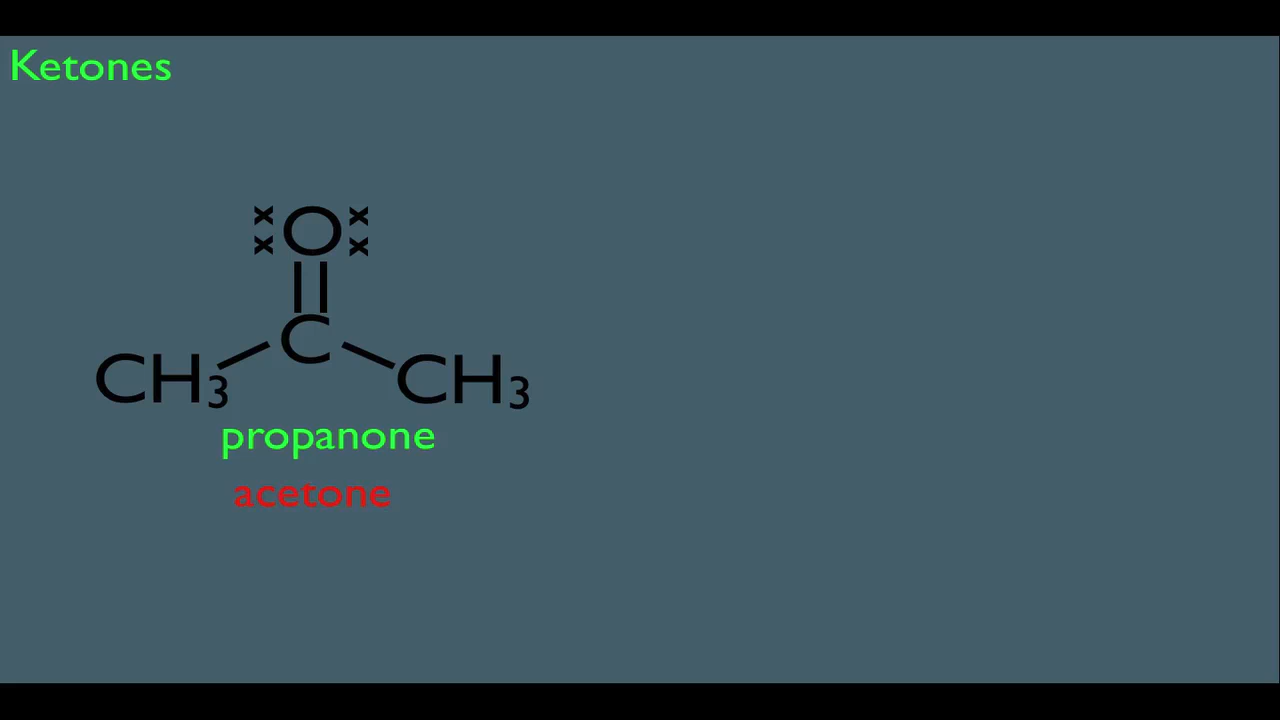 Ketones
x O x
x x
C
CH₃ CH₃
propanone
acetone